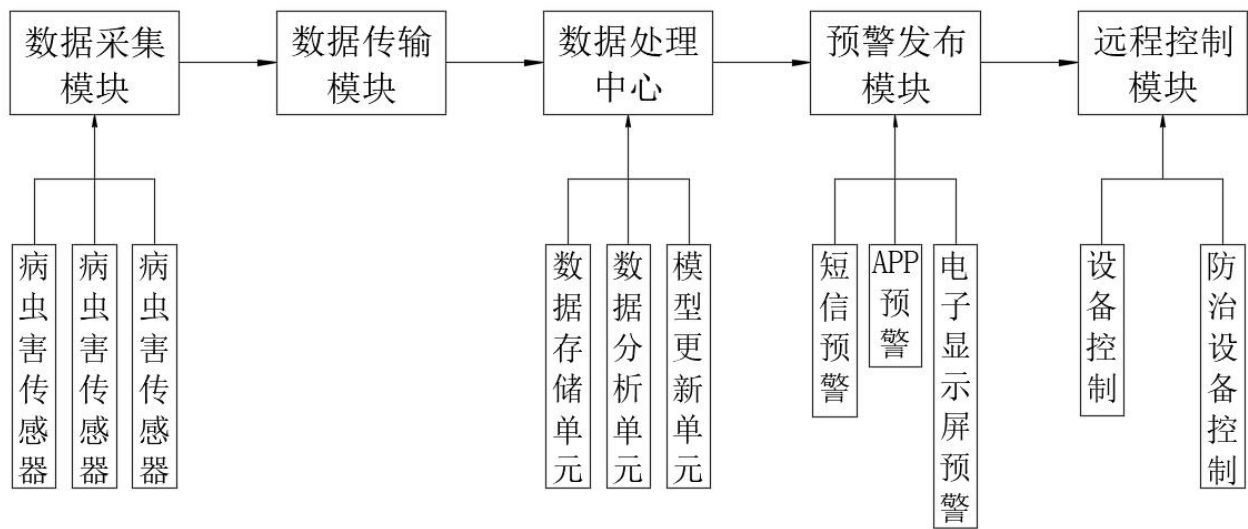 数据采集
模块
数据传输
模块
数据处理
中心
预警发布
模块
远程控制
模块
病虫害传感器
病虫害传感器
病虫害传感器
数据存储单元
数据分析单元
模型更新单元
短信预警
APP
预警
电子显示屏预警
设备控制
防治设备控制